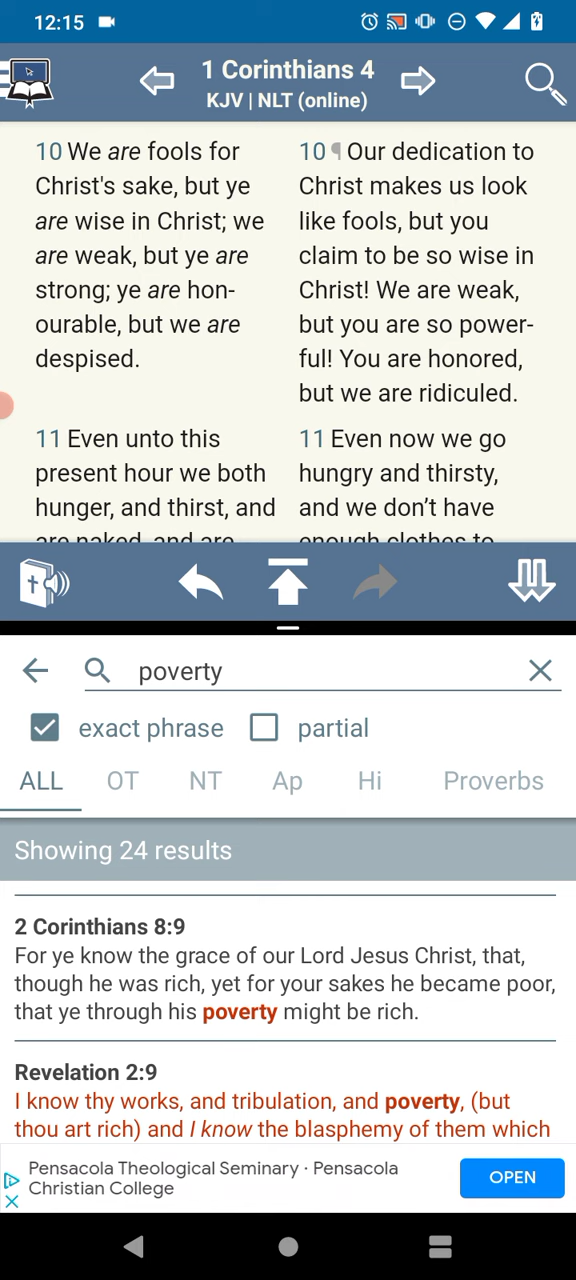 12:15
1 Corinthians 4
KJV | NLT (online)
10 We are fools for
Christ's sake, but ye
are wise in Christ; we
are weak, but ye are
strong; ye are hon-
ourable, but we are
despised.
11 Even unto this
present hour we both
hunger, and thirst, and
are naked, and are
10 ¶ Our dedication to
Christ makes us look
like fools, but you
claim to be so wise in
Christ! We are weak,
but you are so power-
ful! You are honored,
but we are ridiculed.
11 Even now we go
hungry and thirsty,
and we don’t have
enough clothes to
poverty
exact phrase
partial
ALL OT NT Ap Hi Proverbs
Showing 24 results
2 Corinthians 8:9
For ye know the grace of our Lord Jesus Christ, that,
though he was rich, yet for your sakes he became poor,
that ye through his poverty might be rich.
Revelation 2:9
I know thy works, and tribulation, and poverty, (but
thou art rich) and I know the blasphemy of them which
Pensacola Theological Seminary · Pensacola
Christian College
OPEN